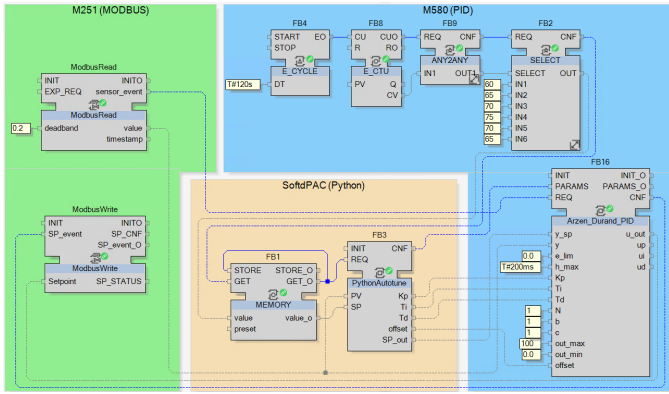 M251 (MODBUS)
M580 (PID)
SoftdPAC (Python)
ModbusRead
INIT INITO
EXP_REQ sensor_event
ModbusRead
0.2 deadband value
timestamp
ModbusWrite
INIT INITO
SP_event SP_CNF
SP_event_O
ModbusWrite
Setpoint SP_STATUS
FB4
START EO
STOP
E_CYCLE
T#120s DT
FB8
CU CUO
R RO
E_CTU
PV Q
CV
FB9
REQ CNF
ANY2ANY
IN1 OUT1
FB2
REQ CNF
SELECT
SELECT OUT
60 IN1
65 IN2
70 IN3
75 IN4
70 IN5
65 IN6
FB1
STORE STORE_O
GET GET_O
MEMORY
value value_o
preset
FB3
INIT CNF
REQ
PythonAutotune
PV Kp
SP Ti
Td
offset
SP_out
FB16
INIT INIT_O
PARAMS PARAMS_O
REQ CNF
Arzen_Durand_PID
y_sp u_out
y up
0.0 e_lim ui
T#200ms h_max ud
Kp
Ti
Td
1 N
1 b
1 c
100 out_max
0.0 out_min
offset